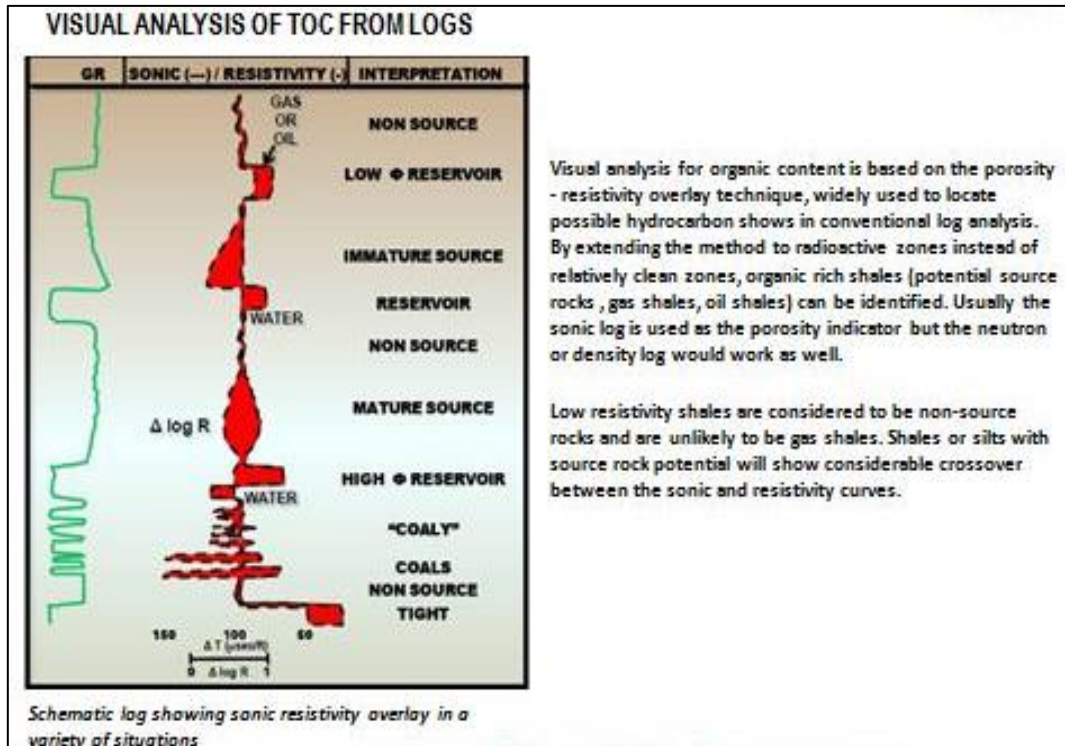 VISUAL ANALYSIS OF TOC FROM LOGS
GR SONIC (---) / RESISTIVITY (-) INTERPRETATION
GAS
OR
OIL
NON SOURCE
LOW Φ RESERVOIR
IMMATURE SOURCE
RESERVOIR
WATER
NON SOURCE
MATURE SOURCE
Δ log R
HIGH Φ RESERVOIR
WATER
"COALY"
COALS
NON SOURCE
TIGHT
150 100 50
Δ T (μsec/ft)
0 Δ log R 1
Schematic log showing sonic resistivity overlay in a
variety of situations
Visual analysis for organic content is based on the porosity
- resistivity overlay technique, widely used to locate
possible hydrocarbon shows in conventional log analysis.
By extending the method to radioactive zones instead of
relatively clean zones, organic rich shales (potential source
rocks , gas shales, oil shales) can be identified. Usually the
sonic log is used as the porosity indicator but the neutron
or density log would work as well.
Low resistivity shales are considered to be non-source
rocks and are unlikely to be gas shales. Shales or silts with
source rock potential will show considerable crossover
between the sonic and resistivity curves.